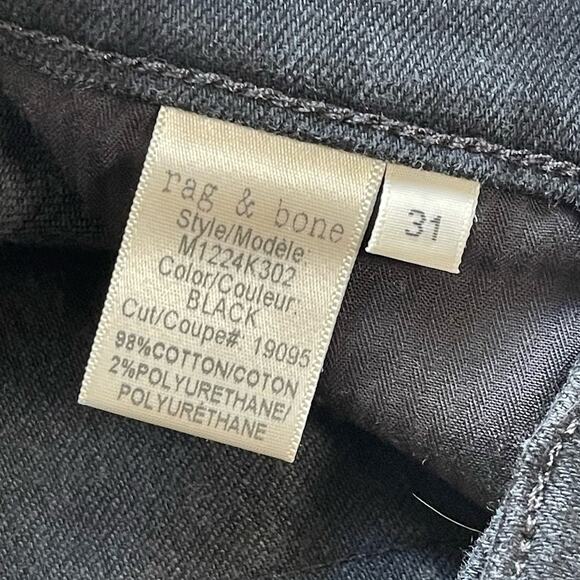 rag & bone
Style/Modèle
M1224K302
Color/Couleur:
BLACK
Cut/Coupe#: 19095
98%COTTON/COTON
2%POLYURETHANE/
POLYURÉTHANE
31